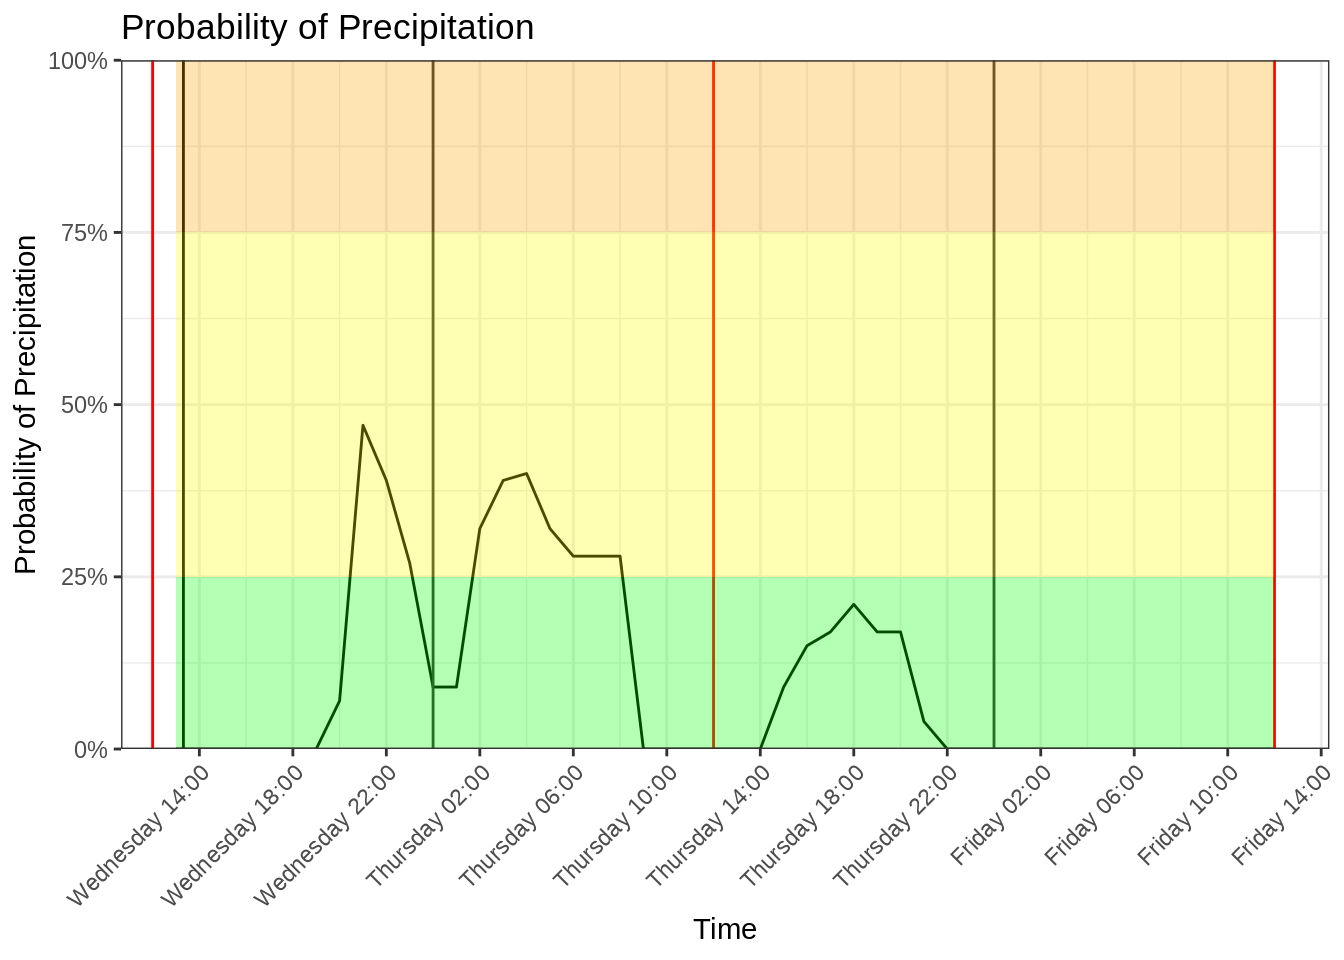 Probability of Precipitation
Probability of Precipitation
100%
75%
50%
25%
0%
Wednesday 14:00
Wednesday 18:00
Wednesday 22:00
Thursday 02:00
Thursday 06:00
Thursday 10:00
Thursday 14:00
Thursday 18:00
Thursday 22:00
Friday 02:00
Friday 06:00
Friday 10:00
Friday 14:00
Time